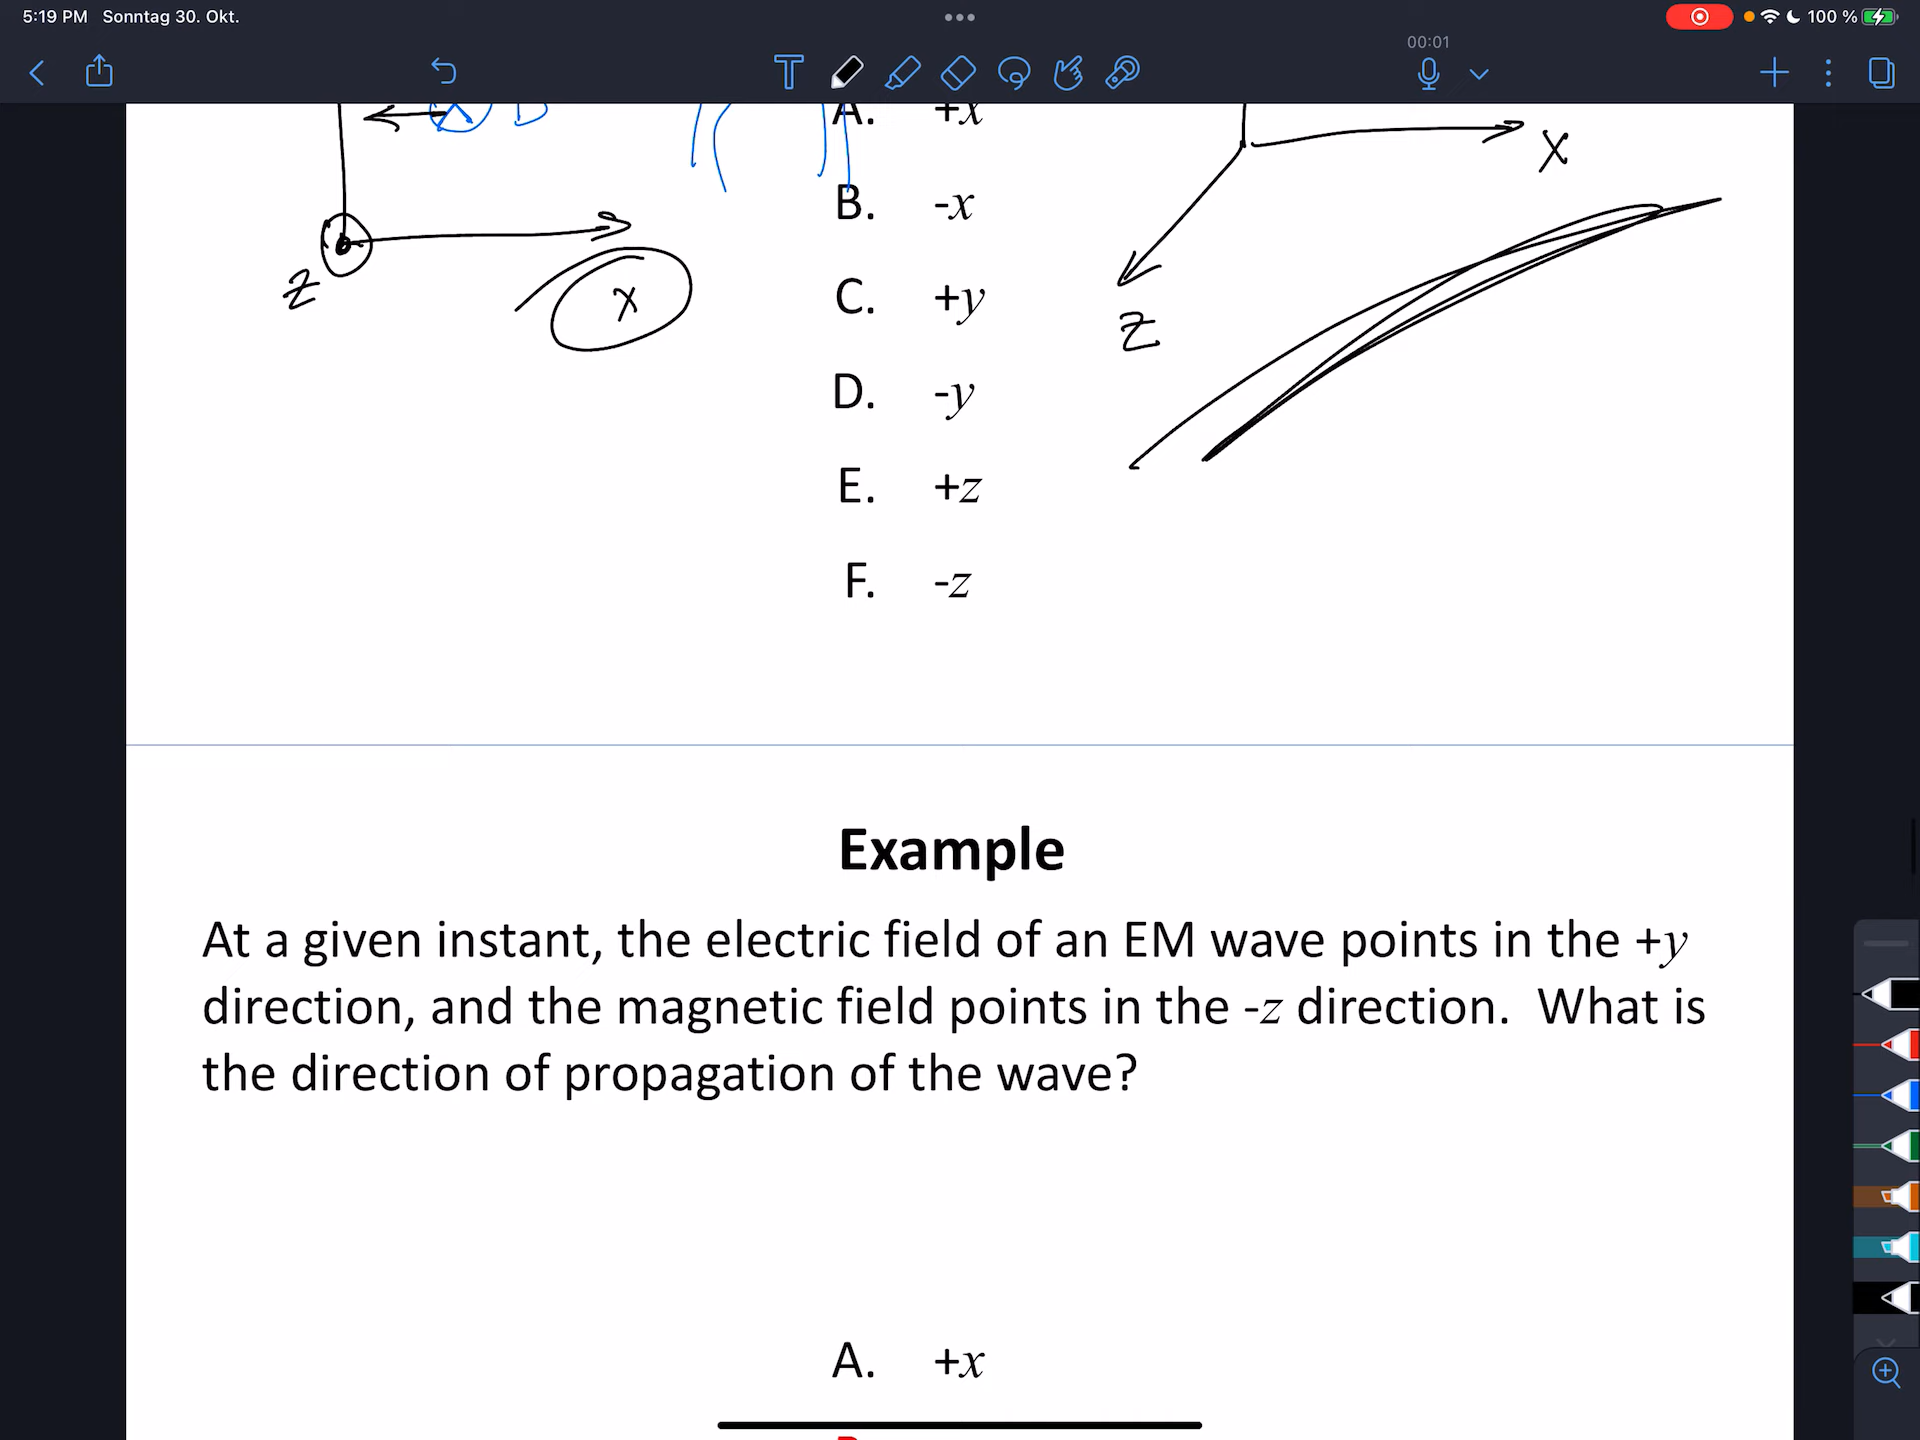 5:19 PM Sonntag 30. Okt.
100 %
00:01
A. +x
B. -x
C. +y
D. -y
E. +z
F. -z
D
x
z
x
z
Example
At a given instant, the electric field of an EM wave points in the +y
direction, and the magnetic field points in the -z direction. What is
the direction of propagation of the wave?
A. +x